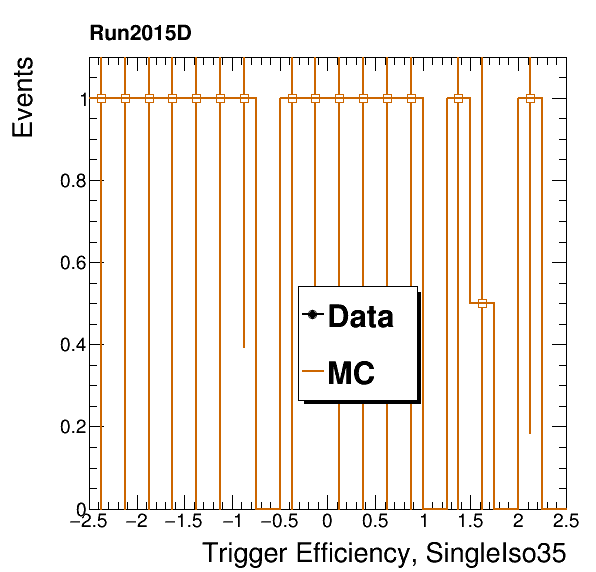 Run2015D
Events
1
0.8
0.6
0.4
0.2
0
Data
MC
−2.5 −2 −1.5 −1 −0.5 0 0.5 1 1.5 2 2.5
Trigger Efficiency, SingleIso35